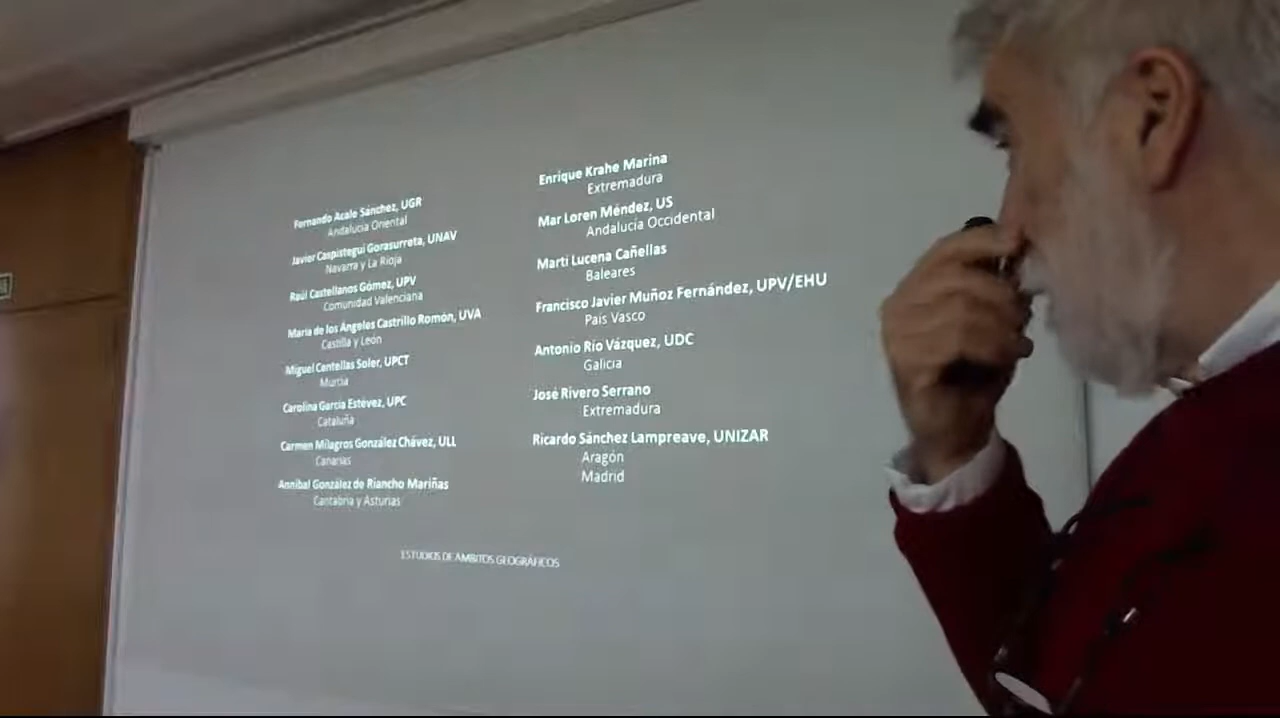 Fernando Acale Sánchez, UGR
Andalucía Oriental
Javier Caspistegui Gorasurreta, UNAV
Navarra y La Rioja
Raúl Castellanos Gómez, UPV
Comunidad Valenciana
María de los Ángeles Castrillo Romón, UVA
Castilla y León
Miguel Centellas Soler, UPCT
Murcia
Carolina García Estévez, UPC
Cataluña
Carmen Milagros González Chávez, ULL
Canarias
Anníbal González de Riancho Mariñas
Cantabria y Asturias
Enrique Krahe Marina
Extremadura
Mar Loren Méndez, US
Andalucía Occidental
Martí Lucena Cañellas
Baleares
Francisco Javier Muñoz Fernández, UPV/EHU
País Vasco
Antonio Río Vázquez, UDC
Galicia
José Rivero Serrano
Extremadura
Ricardo Sánchez Lampreave, UNIZAR
Aragón
Madrid
ESTUDIOS DE ÁMBITOS GEOGRÁFICOS